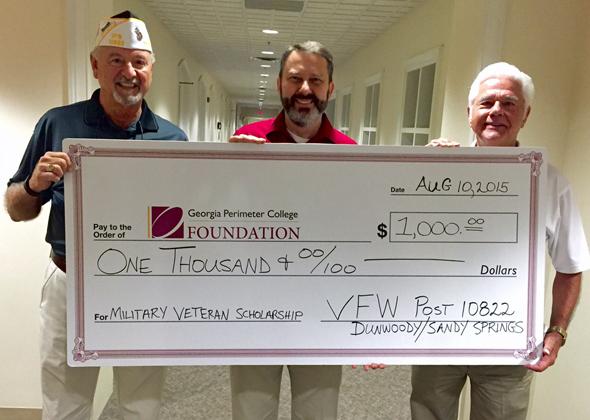 Date AUG 10, 2015
Georgia Perimeter College
FOUNDATION
Pay to the
Order of
$ 1,000.00
ONE THOUSAND & 00/100 Dollars
For MILITARY VETERAN SCHOLARSHIP
VFW POST 10822
DUNWOODY/SANDY SPRINGS